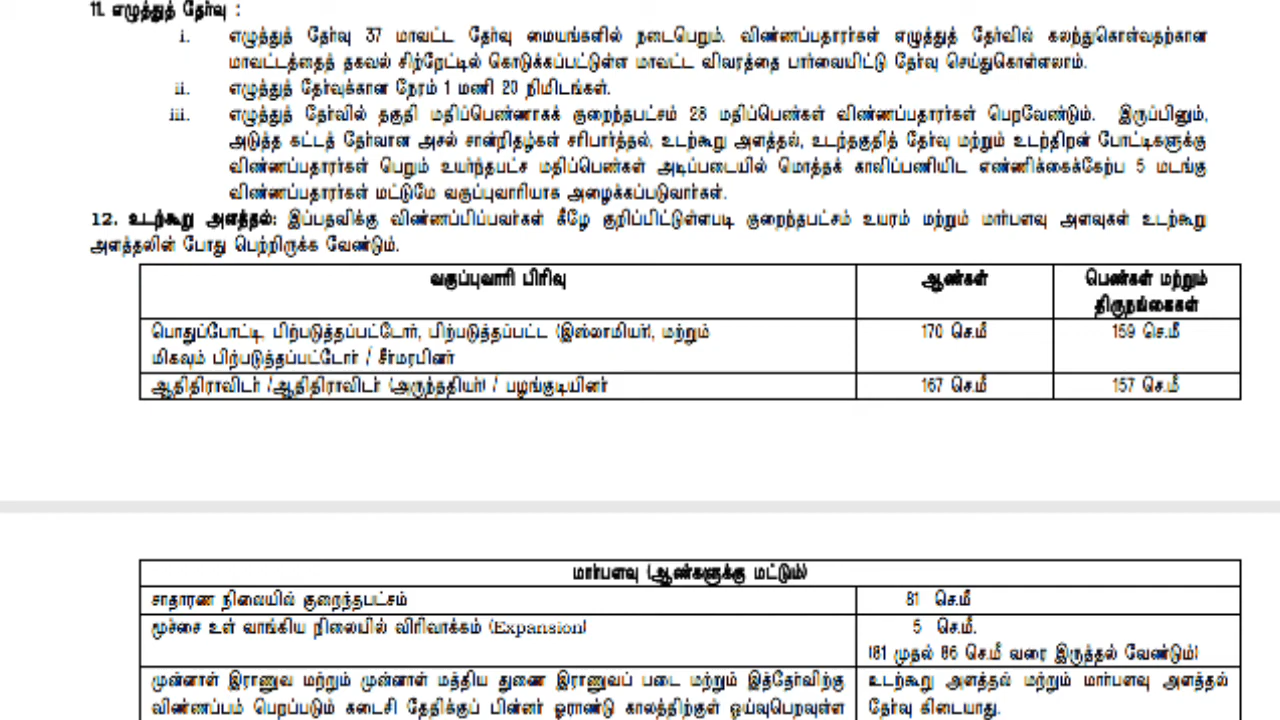 11. எழுத்துத் தேர்வு :
i. எழுத்துத் தேர்வு 37 மாவட்ட தேர்வு மையங்களில் நடைபெறும். விண்ணப்பதாரர்கள் எழுத்துத் தேர்வில் கலந்துகொள்வதற்கான
மாவட்டத்தைத் தகவல் சிற்றேட்டில் கொடுக்கப்பட்டுள்ள மாவட்ட விவரத்தை பார்வையிட்டு தேர்வு செய்துகொள்ளலாம்.
ii. எழுத்துத் தேர்வுக்கான நேரம் 1 மணி 20 நிமிடங்கள்.
iii. எழுத்துத் தேர்வில் தகுதி மதிப்பெண்ணாகக் குறைந்தபட்சம் 28 மதிப்பெண்கள் விண்ணப்பதாரர்கள் பெறவேண்டும். இருப்பினும்,
அடுத்த கட்டத் தேர்வான அசல் சான்றிதழ்கள் சரிபார்த்தல், உடற்கூறு அளத்தல், உடற்தகுதித் தேர்வு மற்றும் உடற்திறன் போட்டிகளுக்கு
விண்ணப்பதாரர்கள் பெறும் உயர்ந்தபட்ச மதிப்பெண்கள் அடிப்படையில் மொத்தக் காலிப்பணியிட எண்ணிக்கைக்கேற்ப 5 மடங்கு
விண்ணப்பதாரர்கள் மட்டுமே வகுப்புவாரியாக அழைக்கப்படுவார்கள்.
12. உடற்கூறு அளத்தல்: இப்பதவிக்கு விண்ணப்பிப்பவர்கள் கீழே குறிப்பிட்டுள்ளபடி குறைந்தபட்சம் உயரம் மற்றும் மார்பளவு அளவுகள் உடற்கூறு
அளத்தலின் போது பெற்றிருக்க வேண்டும்.
வகுப்புவாரி பிரிவு ஆண்கள் பெண்கள் மற்றும்
திருநங்கைகள்
பொதுப்போட்டி, பிற்படுத்தப்பட்டோர், பிற்படுத்தப்பட்ட (இஸ்லாமியர்), மற்றும் 170 செ.மீ 159 செ.மீ
மிகவும் பிற்படுத்தப்பட்டோர் / சீர்மரபினர்
ஆதிதிராவிடர் /ஆதிதிராவிடர் (அருந்ததியர்) / பழங்குடியினர் 167 செ.மீ 157 செ.மீ
மார்பளவு (ஆண்களுக்கு மட்டும்)
சாதாரண நிலையில் குறைந்தபட்சம் 81 செ.மீ
மூச்சை உள் வாங்கிய நிலையில் விரிவாக்கம் (Expansion) 5 செ.மீ.
(81 முதல் 86 செ.மீ வரை இருத்தல் வேண்டும்)
முன்னாள் இராணுவ மற்றும் முன்னாள் மத்திய துணை இராணுவப் படை மற்றும் இத்தேர்விற்கு உடற்கூறு அளத்தல் மற்றும் மார்பளவு அளத்தல்
விண்ணப்பம் பெறப்படும் கடைசி தேதிக்குப் பின்னர் ஓராண்டு காலத்திற்குள் ஓய்வுபெறவுள்ள தேர்வு கிடையாது.